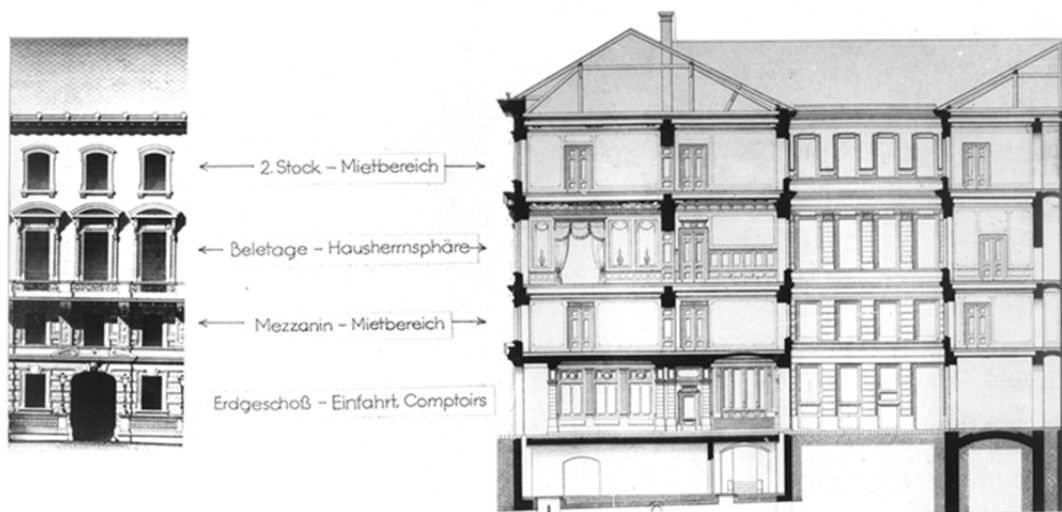 2. Stock – Mietbereich
Beletage – Hausherrnsphäre
Mezzanin – Mietbereich
Erdgeschoß – Einfahrt, Comptoirs